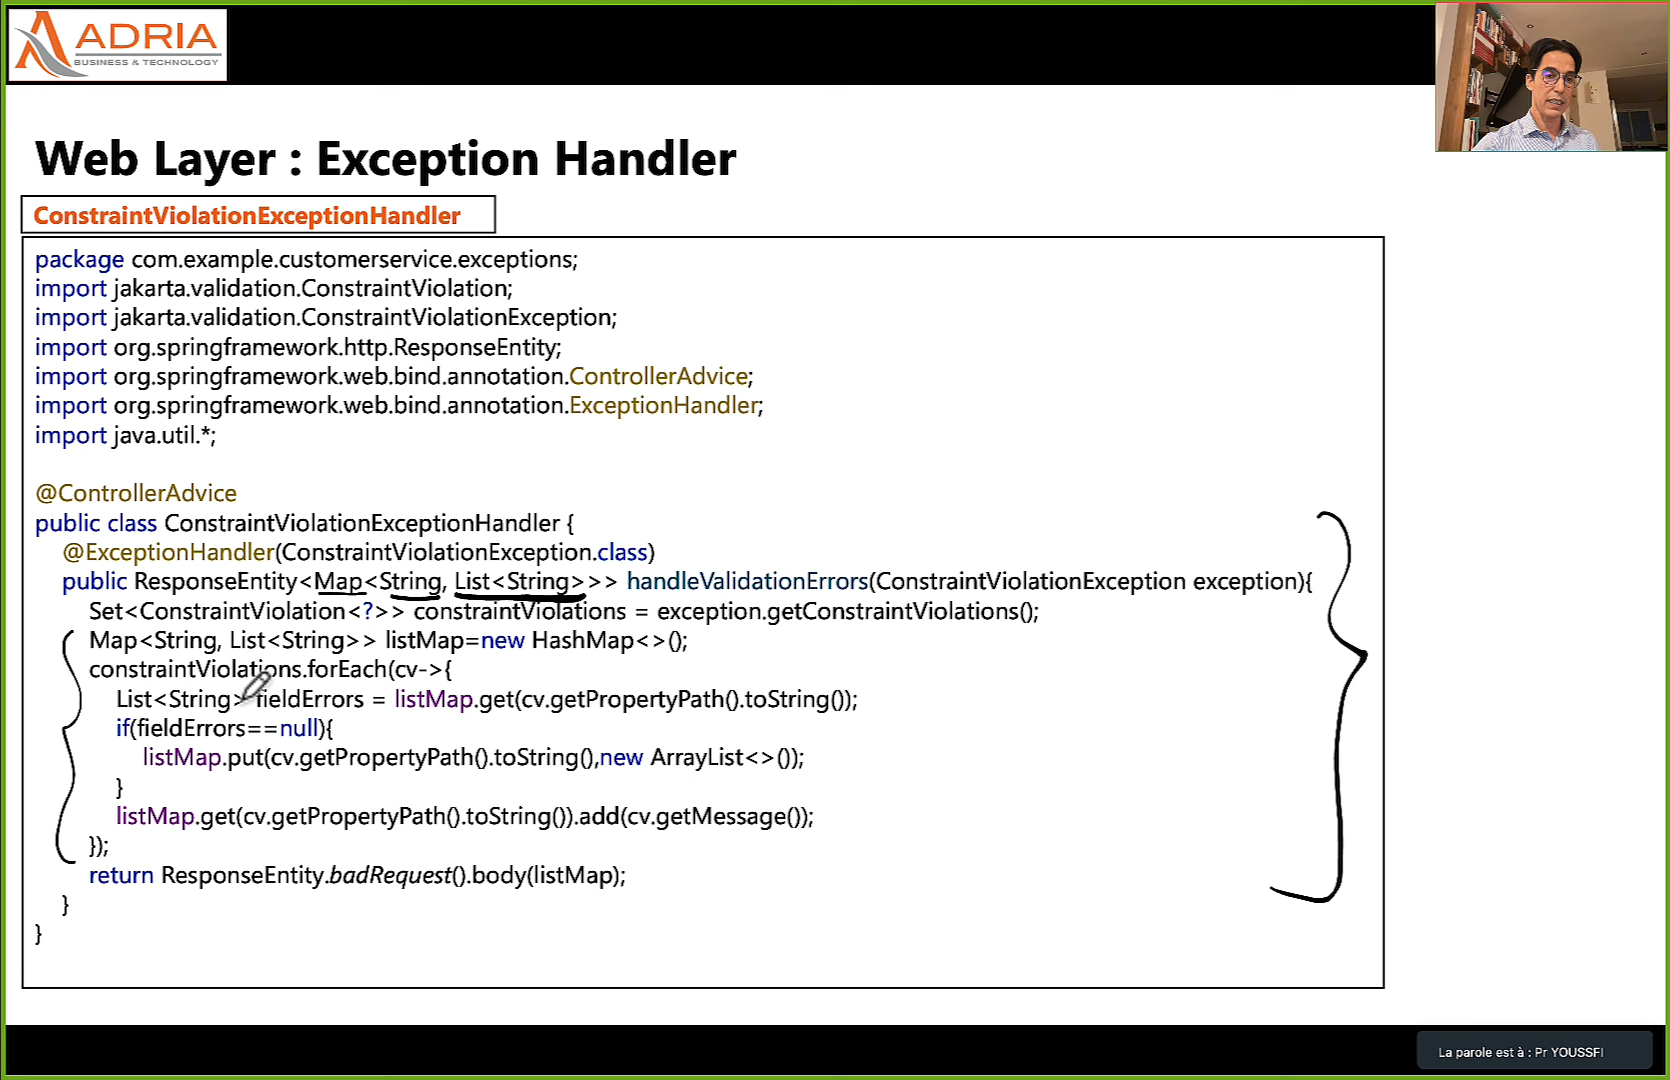 ADRIA
BUSINESS & TECHNOLOGY
Web Layer : Exception Handler
ConstraintViolationExceptionHandler
package com.example.customerservice.exceptions;
import jakarta.validation.ConstraintViolation;
import jakarta.validation.ConstraintViolationException;
import org.springframework.http.ResponseEntity;
import org.springframework.web.bind.annotation.ControllerAdvice;
import org.springframework.web.bind.annotation.ExceptionHandler;
import java.util.*;
@ControllerAdvice
public class ConstraintViolationExceptionHandler {
@ExceptionHandler(ConstraintViolationException.class)
public ResponseEntity<Map<String, List<String>>> handleValidationErrors(ConstraintViolationException exception){
Set<ConstraintViolation<?>> constraintViolations = exception.getConstraintViolations();
Map<String, List<String>> listMap=new HashMap<>();
constraintViolations.forEach(cv->{
List<String> fieldErrors = listMap.get(cv.getPropertyPath().toString());
if(fieldErrors==null){
listMap.put(cv.getPropertyPath().toString(),new ArrayList<>());
}
listMap.get(cv.getPropertyPath().toString()).add(cv.getMessage());
});
return ResponseEntity.badRequest().body(listMap);
}
}
La parole est à : Pr YOUSSFI